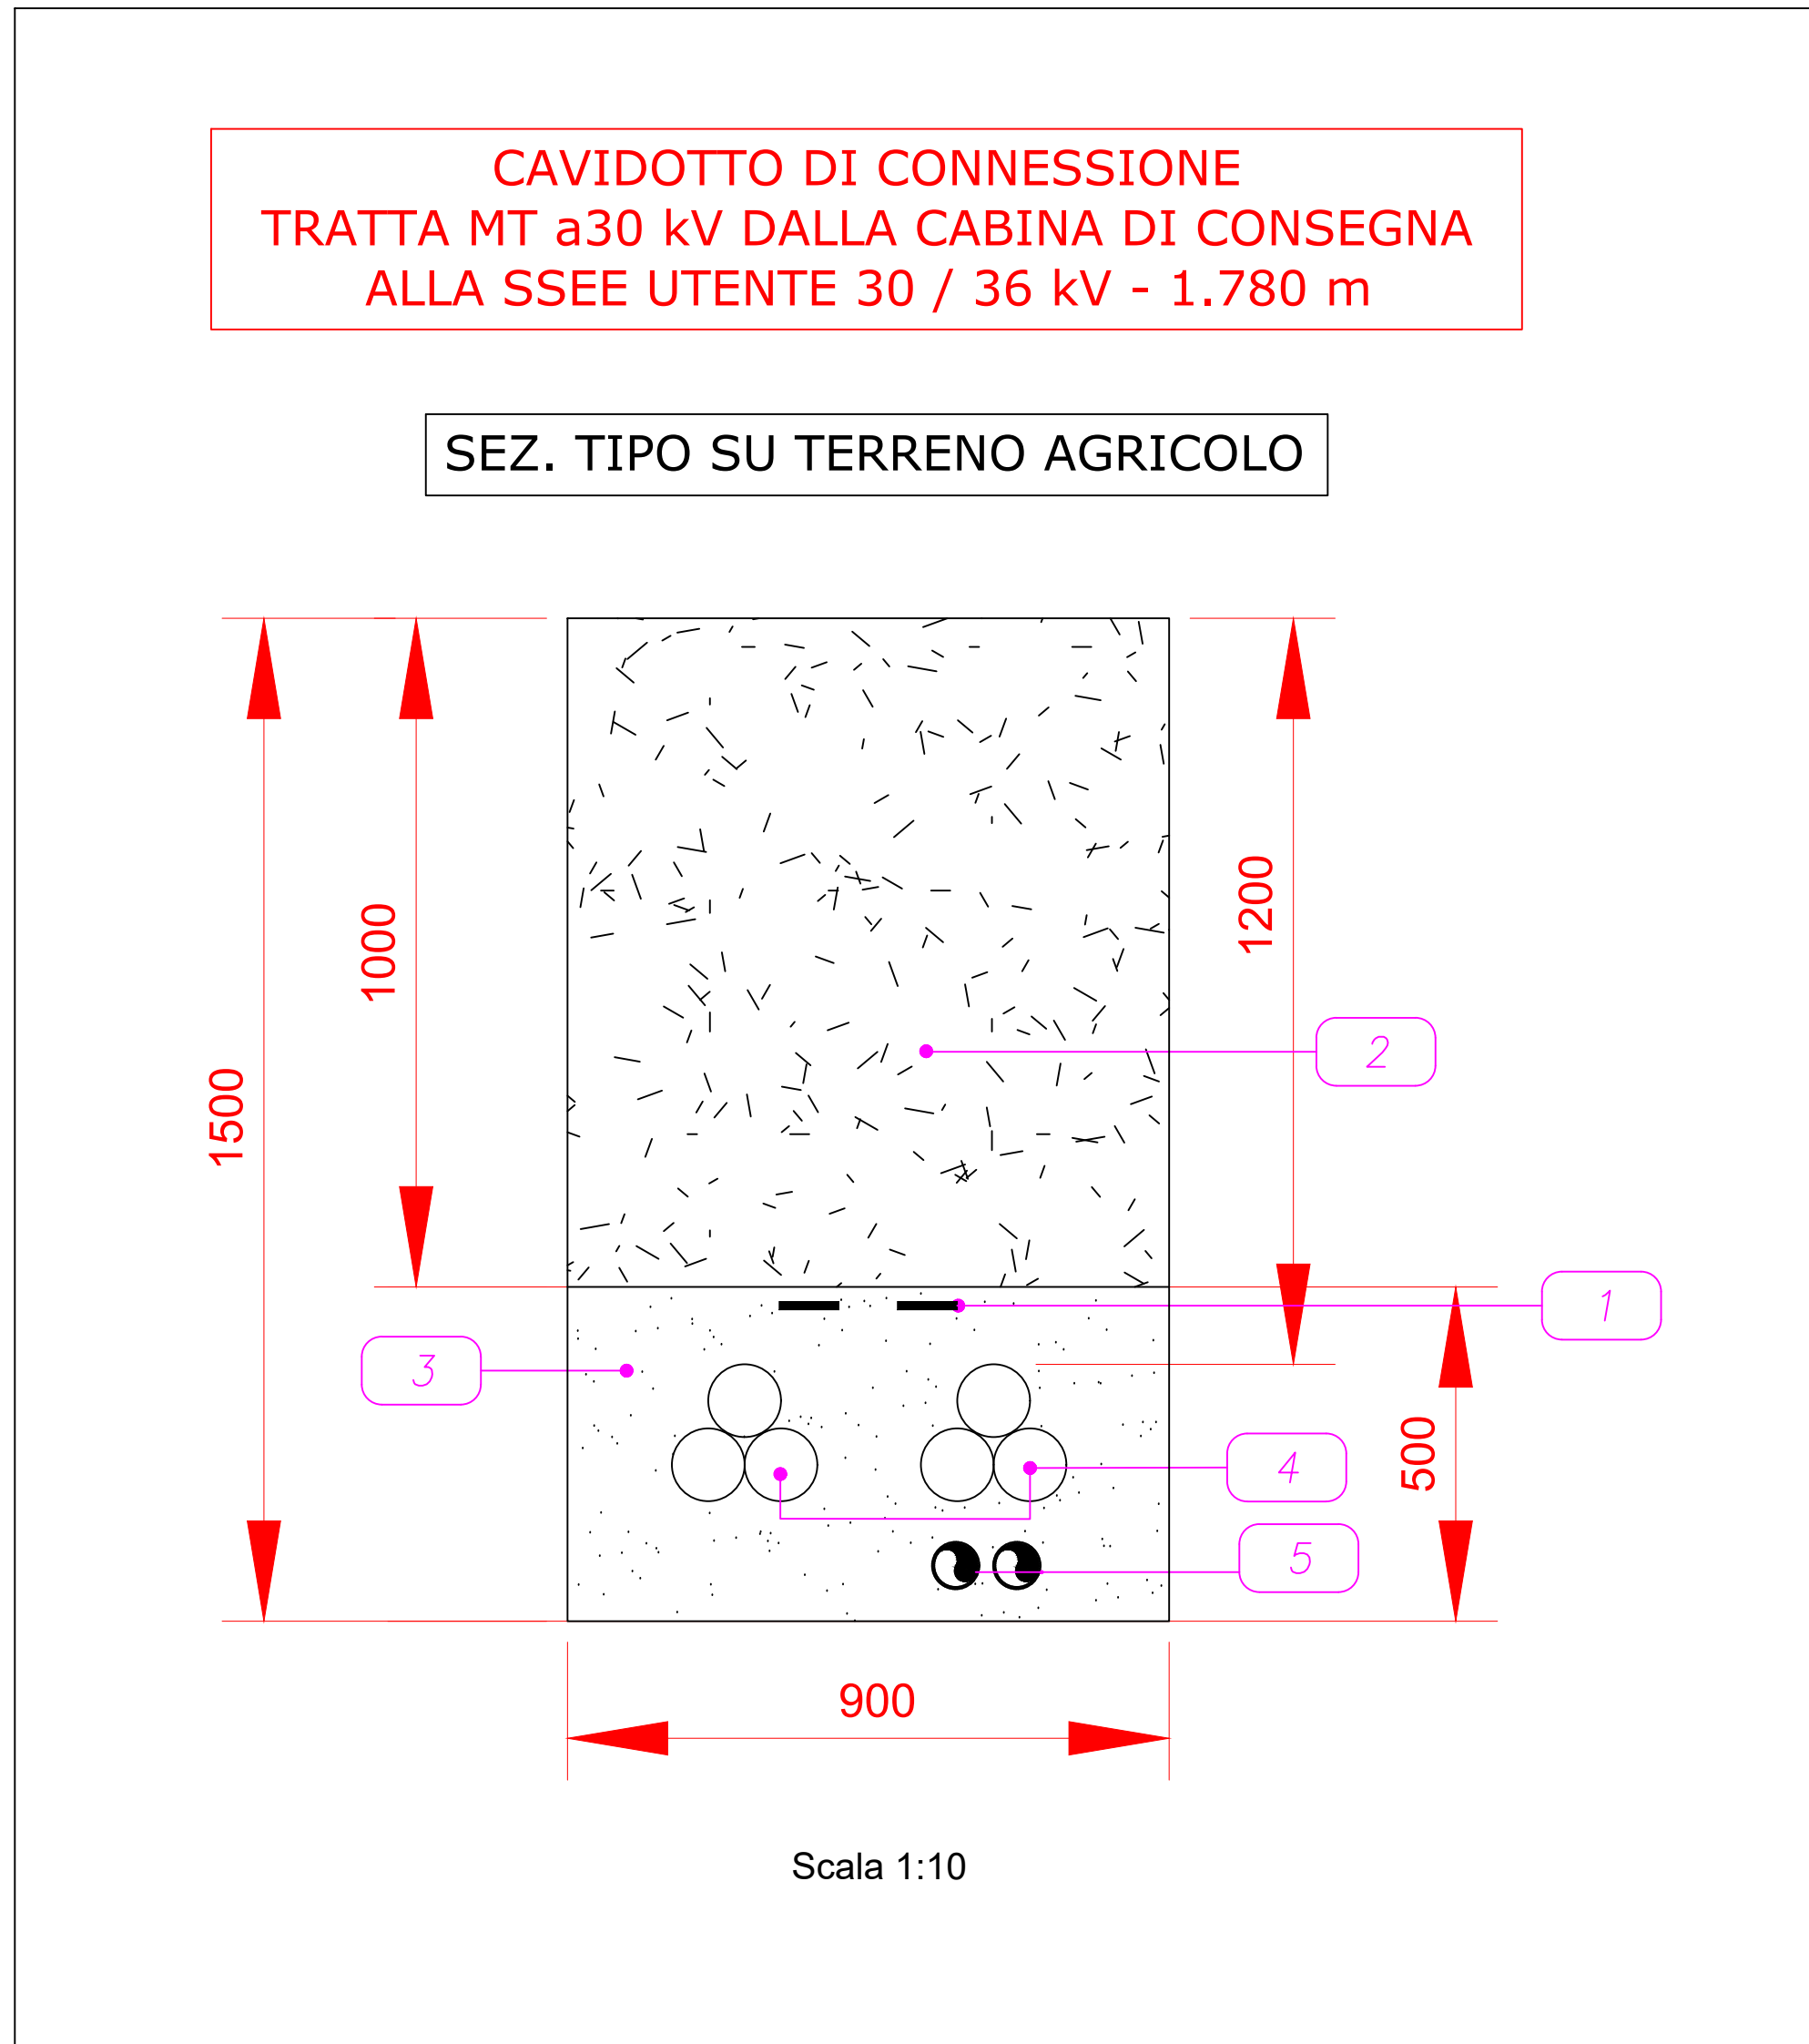 CAVIDOTTO DI CONNESSIONE
TRATTA MT a30 kV DALLA CABINA DI CONSEGNA
ALLA SSEE UTENTE 30 / 36 kV - 1.780 m
SEZ. TIPO SU TERRENO AGRICOLO
1500
1000
1200
2
1
3
500
4
5
900
Scala 1:10